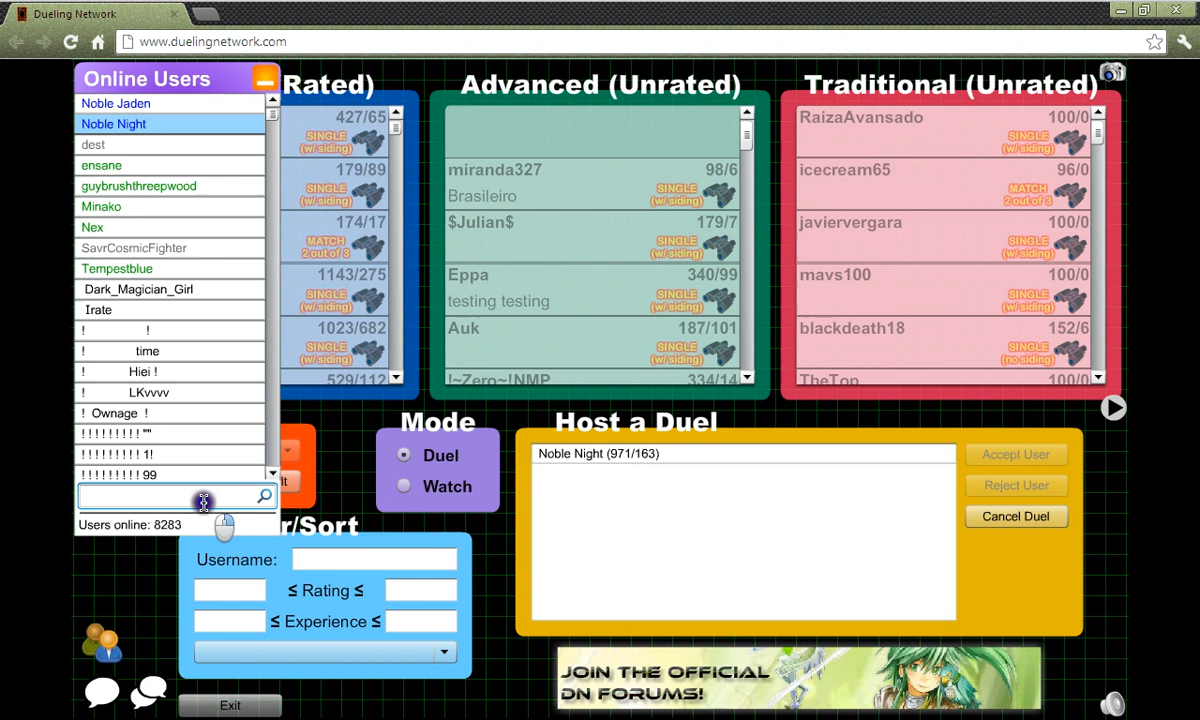 Dueling Network
www.duelingnetwork.com
Online Users
Noble Jaden
Noble Night
dest
ensane
guybrushthreepwood
Minako
Nex
SavrCosmicFighter
Tempestblue
Dark_Magician_Girl
Irate
! !
! time
! Hiei !
! LKvvvv
! Ownage !
! ! ! ! ! ! ! ! ! ""
! ! ! ! ! ! ! ! ! 1!
! ! ! ! ! ! ! ! ! 99
Users online: 8283
Rated)
427/65
SINGLE
(w/ siding)
179/89
SINGLE
(w/ siding)
174/17
MATCH
2 out of 3
1143/275
SINGLE
(w/ siding)
1023/682
SINGLE
(w/ siding)
529/112
Advanced (Unrated)
miranda327 98/6
Brasileiro SINGLE
(w/ siding)
$Julian$ 179/7
SINGLE
(w/ siding)
Eppa 340/99
testing testing SINGLE
(w/ siding)
Auk 187/101
SINGLE
(w/ siding)
!~Zero~!NMP 334/14
Traditional (Unrated)
RaizaAvansado 100/0
SINGLE
(w/ siding)
icecream65 96/0
MATCH
2 out of 3
javiervergara 100/0
SINGLE
(w/ siding)
mavs100 100/0
SINGLE
(w/ siding)
blackdeath18 152/6
SINGLE
(no siding)
TheTop 100/0
lt
Mode
Duel
Watch
Host a Duel
Noble Night (971/163)
Accept User
Reject User
Cancel Duel
r/Sort
Username:
≤ Rating ≤
≤ Experience ≤
Exit
JOIN THE OFFICIAL
DN FORUMS!